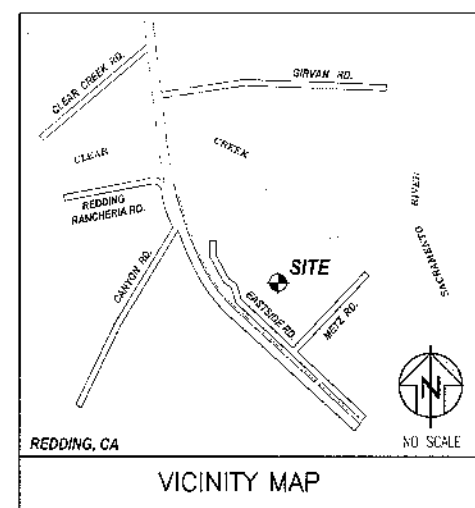 CLEAR CREEK RD.
GIRVAN RD.
CLEAR
CREEK
REDDING
RANCHERIA RD.
RIVER
SACRAMENTO
CANYON RD.
SITE
EASTSIDE RD.
METZ RD.
N
REDDING, CA
NO SCALE
VICINITY MAP